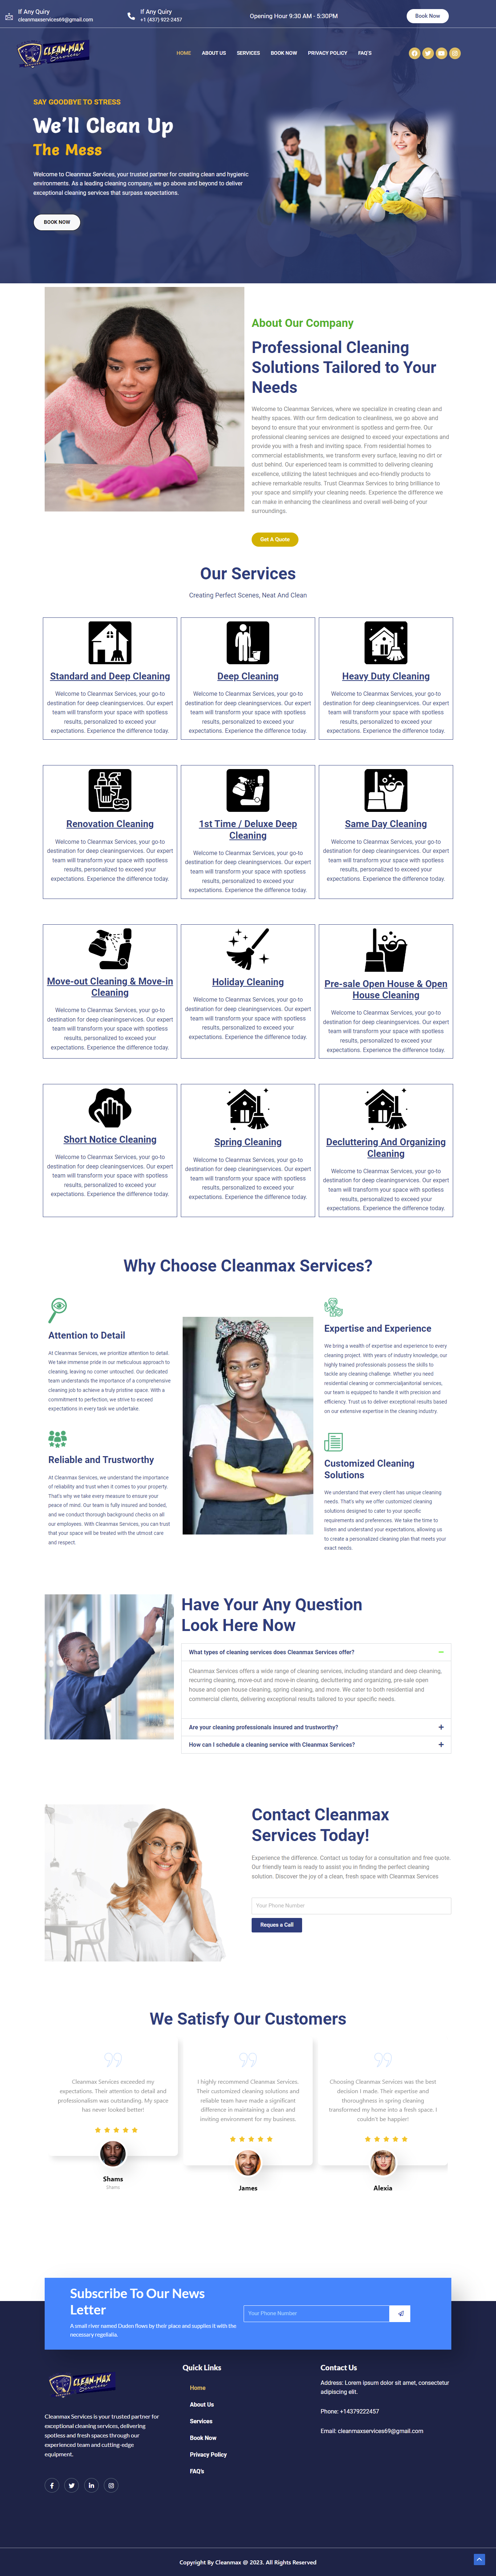 If Any Quiry
cleanmaxservices69@gmail.com
If Any Quiry
+1 (437) 922-2457
Opening Hour 9:30 AM - 5:30PM
Book Now
CLEAN-MAX
HOME
ABOUT US
SERVICES
BOOK NOW
PRIVACY POLICY
FAQ'S
SAY GOODBYE TO STRESS
We'll Clean Up
The Mess
Welcome to Cleanmax Services, your trusted partner for creating clean and hygienic
environments. As a leading cleaning company, we go above and beyond to deliver
exceptional cleaning services that surpass expectations.
BOOK NOW
About Our Company
Professional Cleaning
Solutions Tailored to Your
Needs
Welcome to Cleanmax Services, where we specialize in creating clean and
healthy spaces. With our firm dedication to cleanliness, we go above and
beyond to ensure that your environment is spotless and germ free. Our
professional cleaning services are designed to exceed your expectations and
provide you with a fresh and inviting space. From residential homes to
commercial establishments, we transform every surface, leaving no dirt or
dust behind. Our experienced team is committed to delivering cleaning
excellence, utilizing the latest techniques and eco-friendly products to
achieve remarkable results. Trust Cleanmax Services to bring brilliance to
your space and simplify your cleaning needs. Experience the difference we
can make in enhancing the cleanliness and overall well-being of your
surroundings.
Get A Quote
Our Services
Creating Perfect Scenes, Neat And Clean
Standard and Deep Cleaning
Welcome to Cleanmax Services, your go-to
destination for deep cleaningservices. Our expert
team will transform your space with spotless
results, personalized to exceed your
expectations. Experience the difference today.
Deep Cleaning
Welcome to Cleanmax Services, your go-to
destination for deep cleaningservices. Our expert
team will transform your space with spotless
results, personalized to exceed your
expectations. Experience the difference today.
Heavy Duty Cleaning
Welcome to Cleanmax Services, your go-to
destination for deep cleaningservices. Our expert
team will transform your space with spotless
results, personalized to exceed your
expectations. Experience the difference today.
Renovation Cleaning
Welcome to Cleanmax Services, your go-to
destination for deep cleaningservices. Our expert
team will transform your space with spotless
results, personalized to exceed your
expectations. Experience the difference today.
1st Time / Deluxe Deep
Cleaning
Welcome to Cleanmax Services, your go-to
destination for deep cleaningservices. Our expert
team will transform your space with spotless
results, personalized to exceed your
expectations. Experience the difference today.
Same Day Cleaning
Welcome to Cleanmax Services, your go-to
destination for deep cleaningservices. Our expert
team will transform your space with spotless
results, personalized to exceed your
expectations. Experience the difference today.
Move-out Cleaning & Move-in
Cleaning
Welcome to Cleanmax Services, your go-to
destination for deep cleaningservices. Our expert
team will transform your space with spotless
results, personalized to exceed your
expectations. Experience the difference today.
Holiday Cleaning
Welcome to Cleanmax Services, your go-to
destination for deep cleaningservices. Our expert
team will transform your space with spotless
results, personalized to exceed your
expectations. Experience the difference today.
Pre-sale Open House & Open
House Cleaning
Welcome to Cleanmax Services, your go-to
destination for deep cleaningservices. Our expert
team will transform your space with spotless
results, personalized to exceed your
expectations. Experience the difference today.
Short Notice Cleaning
Welcome to Cleanmax Services, your go-to
destination for deep cleaningservices. Our expert
team will transform your space with spotless
results, personalized to exceed your
expectations. Experience the difference today.
Spring Cleaning
Welcome to Cleanmax Services, your go-to
destination for deep cleaningservices. Our expert
team will transform your space with spotless
results, personalized to exceed your
expectations. Experience the difference today.
Decluttering And Organizing
Cleaning
Welcome to Cleanmax Services, your go-to
destination for deep cleaningservices. Our expert
team will transform your space with spotless
results, personalized to exceed your
expectations. Experience the difference today.
Why Choose Cleanmax Services?
Attention to Detail
At Cleanmax Services, we prioritize attention to detail.
We take immense pride in our meticulous approach to
cleaning, leaving no corner untouched. Our dedicated
team understands the importance of a comprehensive
cleaning job to achieve a truly pristine space. With a
commitment to perfection, we strive to exceed
expectations in every task we undertake.
Reliable and Trustworthy
At Cleanmax Services, we understand the importance
of reliability and trust when it comes to your property.
That's why we take every measure to ensure your
peace of mind. Our team is fully insured and bonded,
and we conduct thorough background checks on all
our employees. With Cleanmax Services, you can trust
that your space will be treated with the utmost care
and respect.
Expertise and Experience
We bring a wealth of expertise and experience to every
cleaning project. With years of industry knowledge, our
highly trained professionals possess the skills to
tackle any cleaning challenge. Whether you need
residential cleaning or commercialjanitorial services,
our team is equipped to handle it with precision and
efficiency. Trust us to deliver exceptional results based
on our extensive expertise in the cleaning industry.
Customized Cleaning
Solutions
We understand that every client has unique cleaning
needs. That's why we offer customized cleaning
solutions designed to cater to your specific
requirements and preferences. We take the time to
listen and understand your expectations, allowing us
to create a personalized cleaning plan that meets your
exact needs.
Have Your Any Question
Look Here Now
What types of cleaning services does Cleanmax Services offer?
Cleanmax Services offers a wide range of cleaning services, including standard and deep cleaning,
recurring cleaning, move-out and move-in cleaning, decluttering and organizing, pre-sale open
house and open house cleaning, spring cleaning, and more. We cater to both residential and
commercial clients, delivering exceptional results tailored to your specific needs.
Are your cleaning professionals insured and trustworthy?
How can I schedule a cleaning service with Cleanmax Services?
Contact Cleanmax
Services Today!
Experience the difference. Contact us today for a consultation and free quote.
Our friendly team is ready to assist you in finding the perfect cleaning
solution. Discover the joy of a clean, fresh space with Cleanmax Services
Your Phone Number
Reques a Call
We Satisfy Our Customers
Cleanmax Services exceeded my
expectations. Their attention to detail and
professionalism was outstanding. My space
has never looked better!
Shams
Shams
I highly recommend Cleanmax Services.
Their customized cleaning solutions and
reliable team have made a significant
difference in maintaining a clean and
inviting environment for my business.
James
Choosing Cleanmax Services was the best
decision I made. Their expertise and
thoroughness in spring cleaning
transformed my home into a fresh space. I
couldn't be happier!
Alexia
Subscribe To Our News
Letter
A small river named Duden flows by their place and supplies it with the
necessary regelialia.
Your Phone Number
CLEAN-MAX
Cleanmax Services is your trusted partner for
exceptional cleaning services, delivering
spotless and fresh spaces through our
experienced team and cutting-edge
equipment.
Quick Links
Home
About Us
Services
Book Now
Privacy Policy
FAQ's
Contact Us
Address: Lorem ipsum dolor sit amet, consectetur
adipiscing elit.
Phone: +14379222457
Email: cleanmaxservices69@gmail.com
Copyright By Cleanmax @ 2023. All Rights Reserved